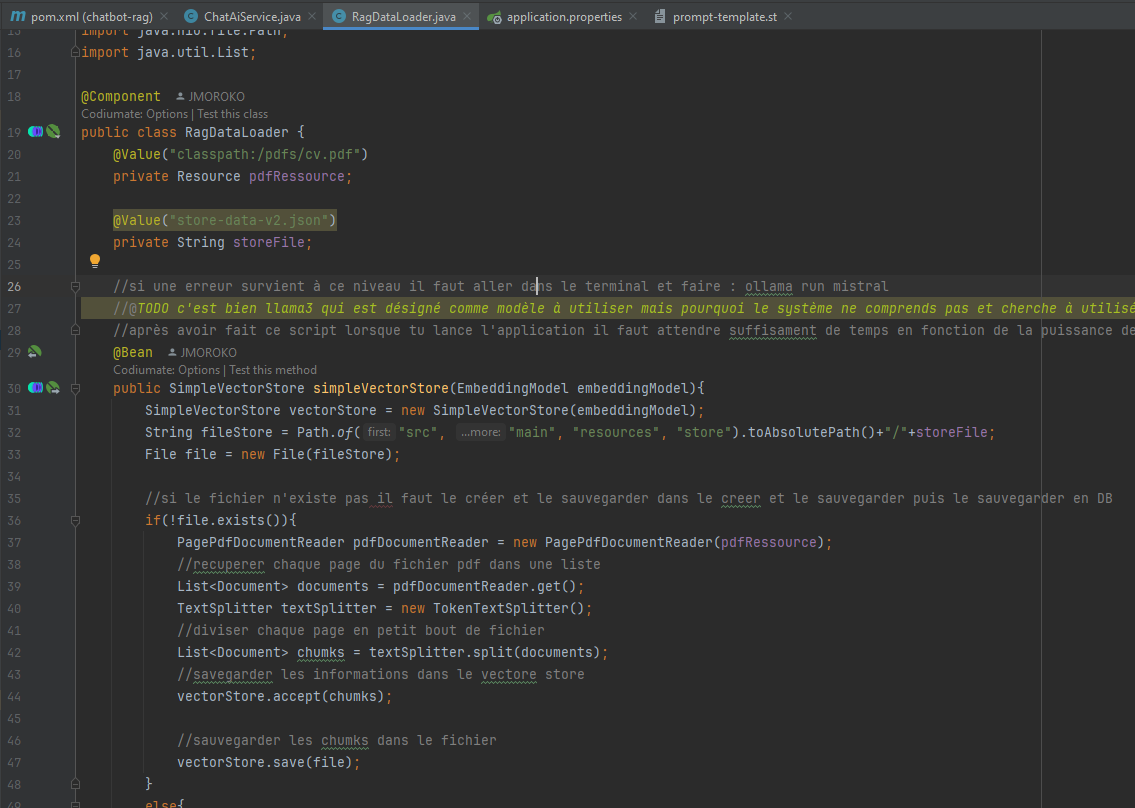 pom.xml (chatbot-rag) ChatAiService.java RagDataLoader.java application.properties prompt-template.st
15 import java.nio.file.Path;
16 import java.util.List;
17
18 @Component JMOROKO
Codiumate: Options | Test this class
19 public class RagDataLoader {
20 @Value("classpath:/pdfs/cv.pdf")
21 private Resource pdfRessource;
22
23 @Value("store-data-v2.json")
24 private String storeFile;
25
26 //si une erreur survient à ce niveau il faut aller dans le terminal et faire : ollama run mistral
27 //@TODO c'est bien llama3 qui est désigné comme modèle à utiliser mais pourquoi le système ne comprends pas et cherche à utilisé
28 //après avoir fait ce script lorsque tu lance l'application il faut attendre suffisament de temps en fonction de la puissance de
29 @Bean JMOROKO
Codiumate: Options | Test this method
30 public SimpleVectorStore simpleVectorStore(EmbeddingModel embeddingModel){
31 SimpleVectorStore vectorStore = new SimpleVectorStore(embeddingModel);
32 String fileStore = Path.of( first: "src", ...more: "main", "resources", "store").toAbsolutePath()+"/"+storeFile;
33 File file = new File(fileStore);
34
35 //si le fichier n'existe pas il faut le créer et le sauvegarder dans le creer et le sauvegarder puis le sauvegarder en DB
36 if(!file.exists()){
37 PagePdfDocumentReader pdfDocumentReader = new PagePdfDocumentReader(pdfRessource);
38 //recuperer chaque page du fichier pdf dans une liste
39 List<Document> documents = pdfDocumentReader.get();
40 TextSplitter textSplitter = new TokenTextSplitter();
41 //diviser chaque page en petit bout de fichier
42 List<Document> chumks = textSplitter.split(documents);
43 //savegarder les informations dans le vectore store
44 vectorStore.accept(chumks);
45
46 //sauvegarder les chumks dans le fichier
47 vectorStore.save(file);
48 }
49 else{